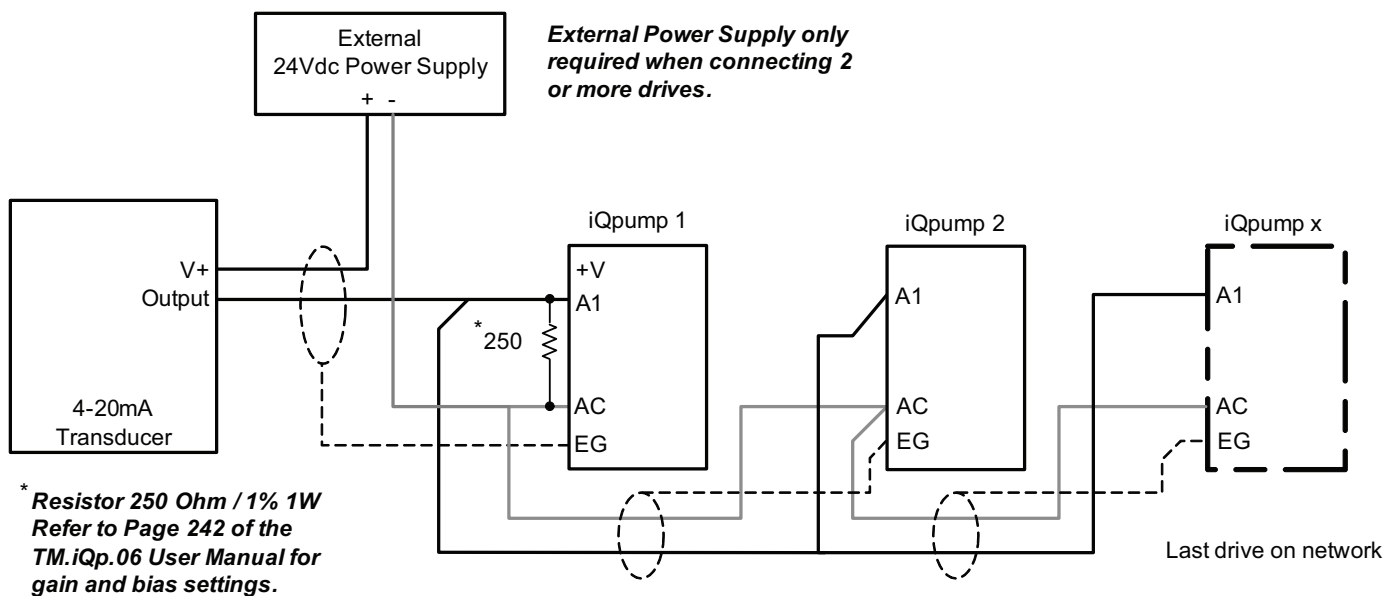 External
24Vdc Power Supply
+ -
External Power Supply only
required when connecting 2
or more drives.
V+
Output
4-20mA
Transducer
iQpump 1
+V
A1
*250
AC
EG
iQpump 2
A1
AC
EG
iQpump x
A1
AC
EG
Last drive on network
* Resistor 250 Ohm / 1% 1W
Refer to Page 242 of the
TM.iQp.06 User Manual for
gain and bias settings.